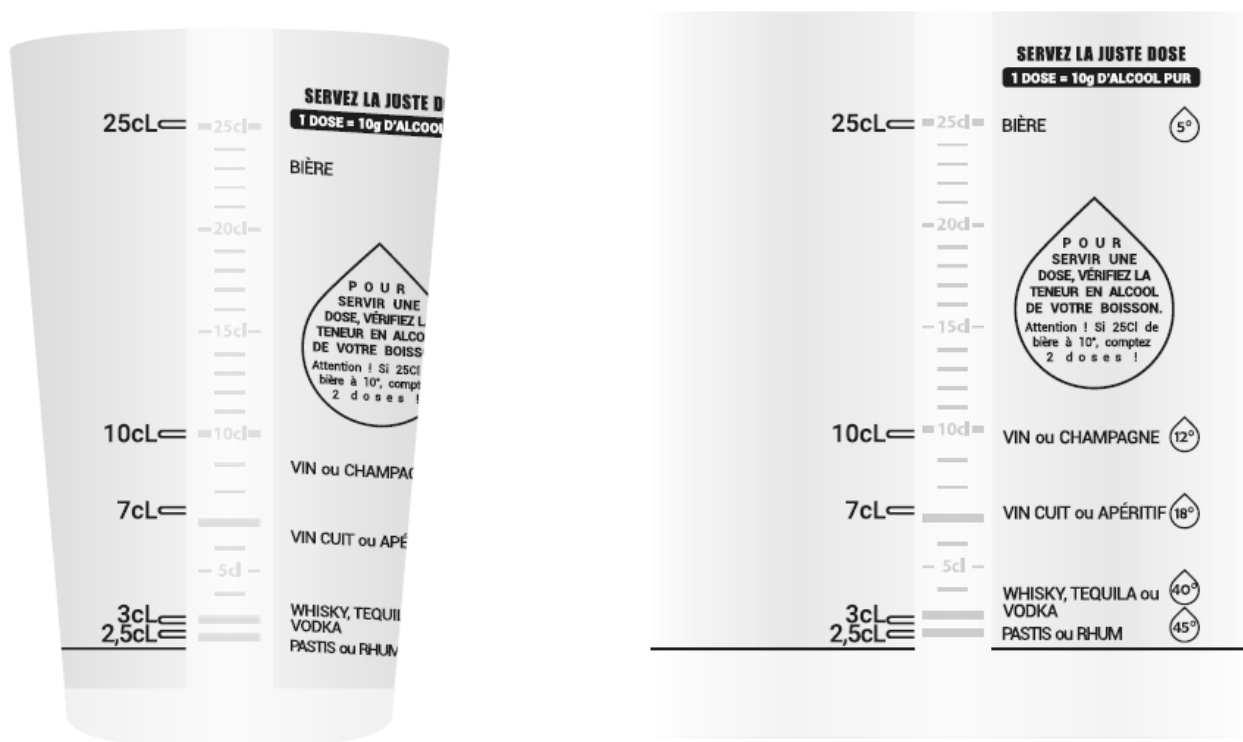 SERVEZ LA JUSTE D
1 DOSE = 10g D'ALCOOL
25cL
25cl
BIÈRE
20cl
POUR
SERVIR UNE
DOSE, VÉRIFIEZ L
15cl
TENEUR EN ALCO
DE VOTRE BOISS
Attention ! Si 25Cl
bière à 10°, compt
2 doses !
10cL
10cl
VIN ou CHAMPAG
7cL
VIN CUIT ou APÉ
5cl
3cL
WHISKY, TEQUIL
VODKA
2,5cL
PASTIS ou RHUM
SERVEZ LA JUSTE DOSE
1 DOSE = 10g D'ALCOOL PUR
25cL
25cl
BIÈRE 5°
20cl
POUR
SERVIR UNE
DOSE, VÉRIFIEZ LA
TENEUR EN ALCOOL
DE VOTRE BOISSON.
15cl
Attention ! Si 25Cl de
bière à 10°, comptez
2 doses !
10cL
10cl
VIN ou CHAMPAGNE 12°
7cL
VIN CUIT ou APÉRITIF 18°
5cl
3cL
WHISKY, TEQUILA ou 40°
VODKA
2,5cL
PASTIS ou RHUM 45°